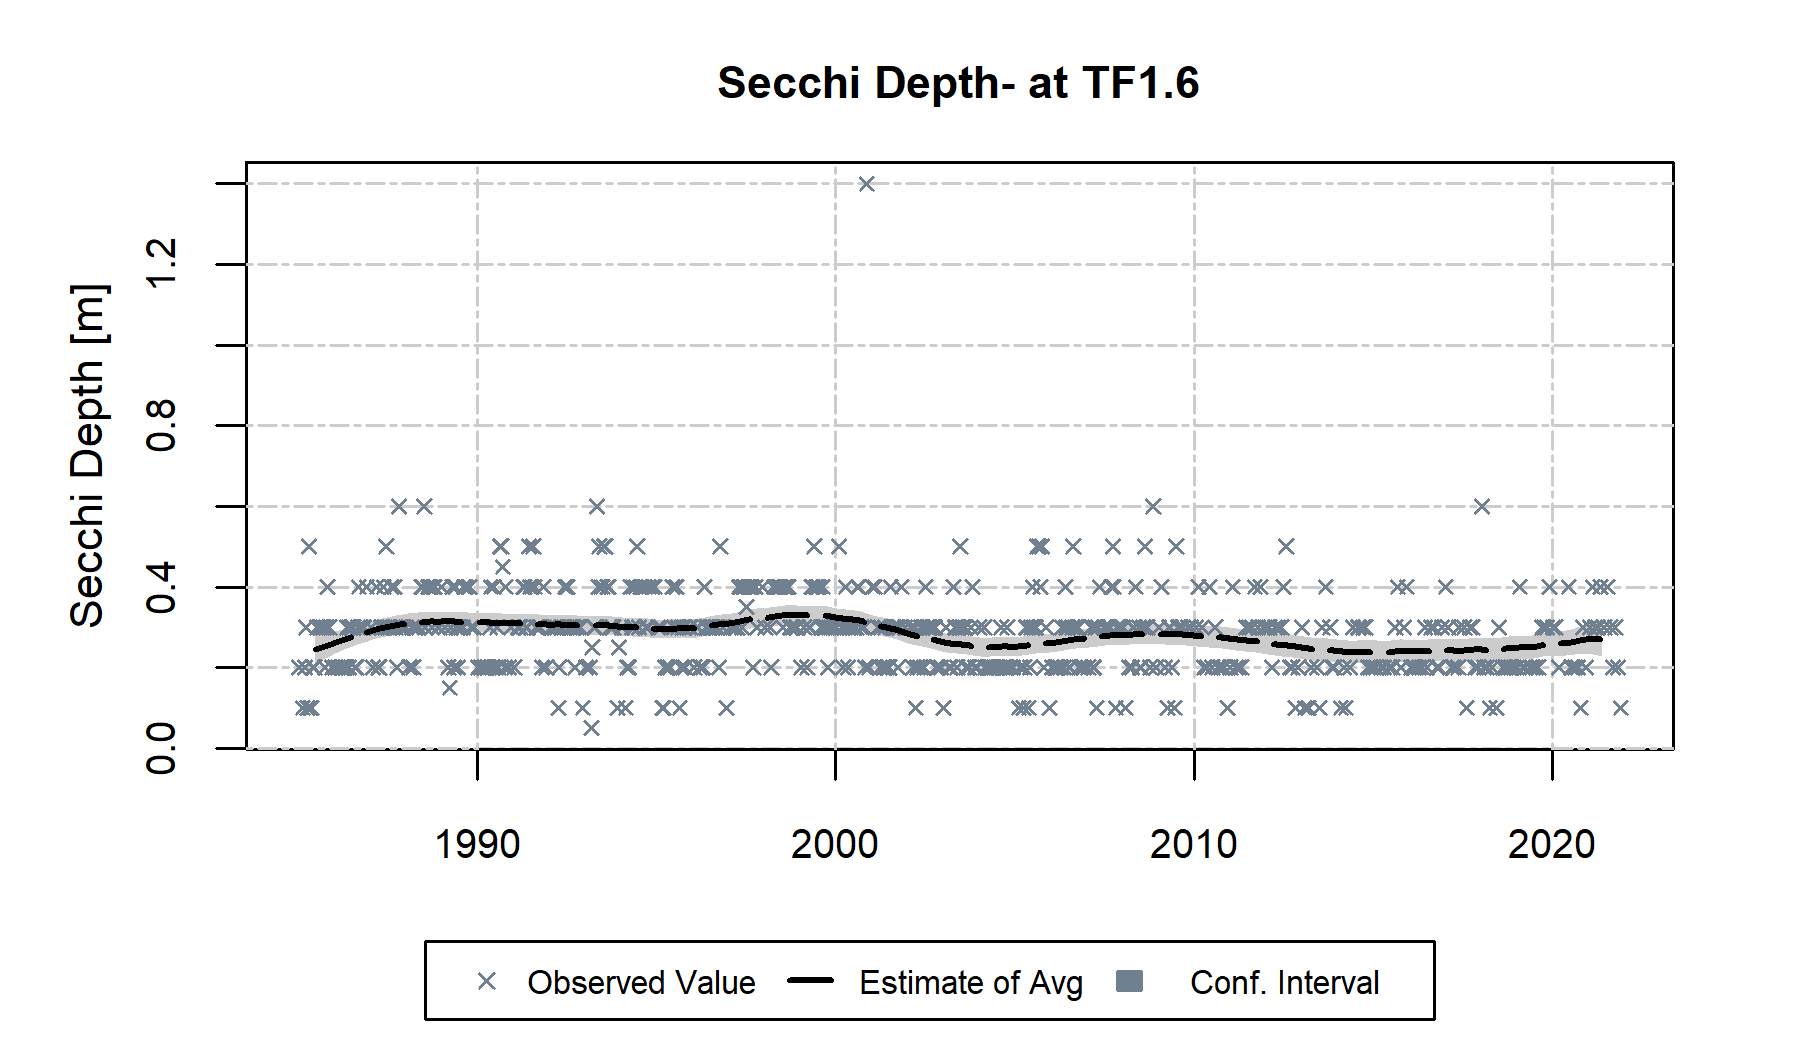 Secchi Depth- at TF1.6
Secchi Depth [m]
1.2
0.8
0.4
0.0
1990 2000 2010 2020
Observed Value Estimate of Avg Conf. Interval